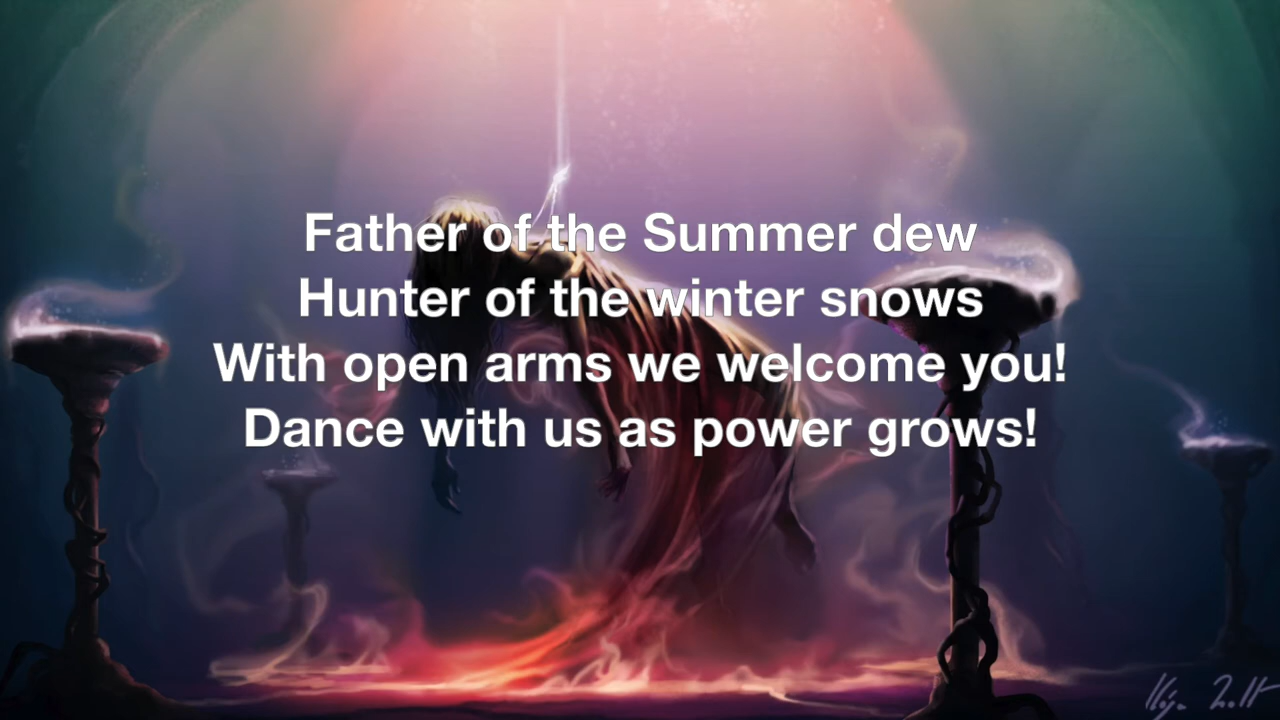 Father of the Summer dew
Hunter of the winter snows
With open arms we welcome you!
Dance with us as power grows!